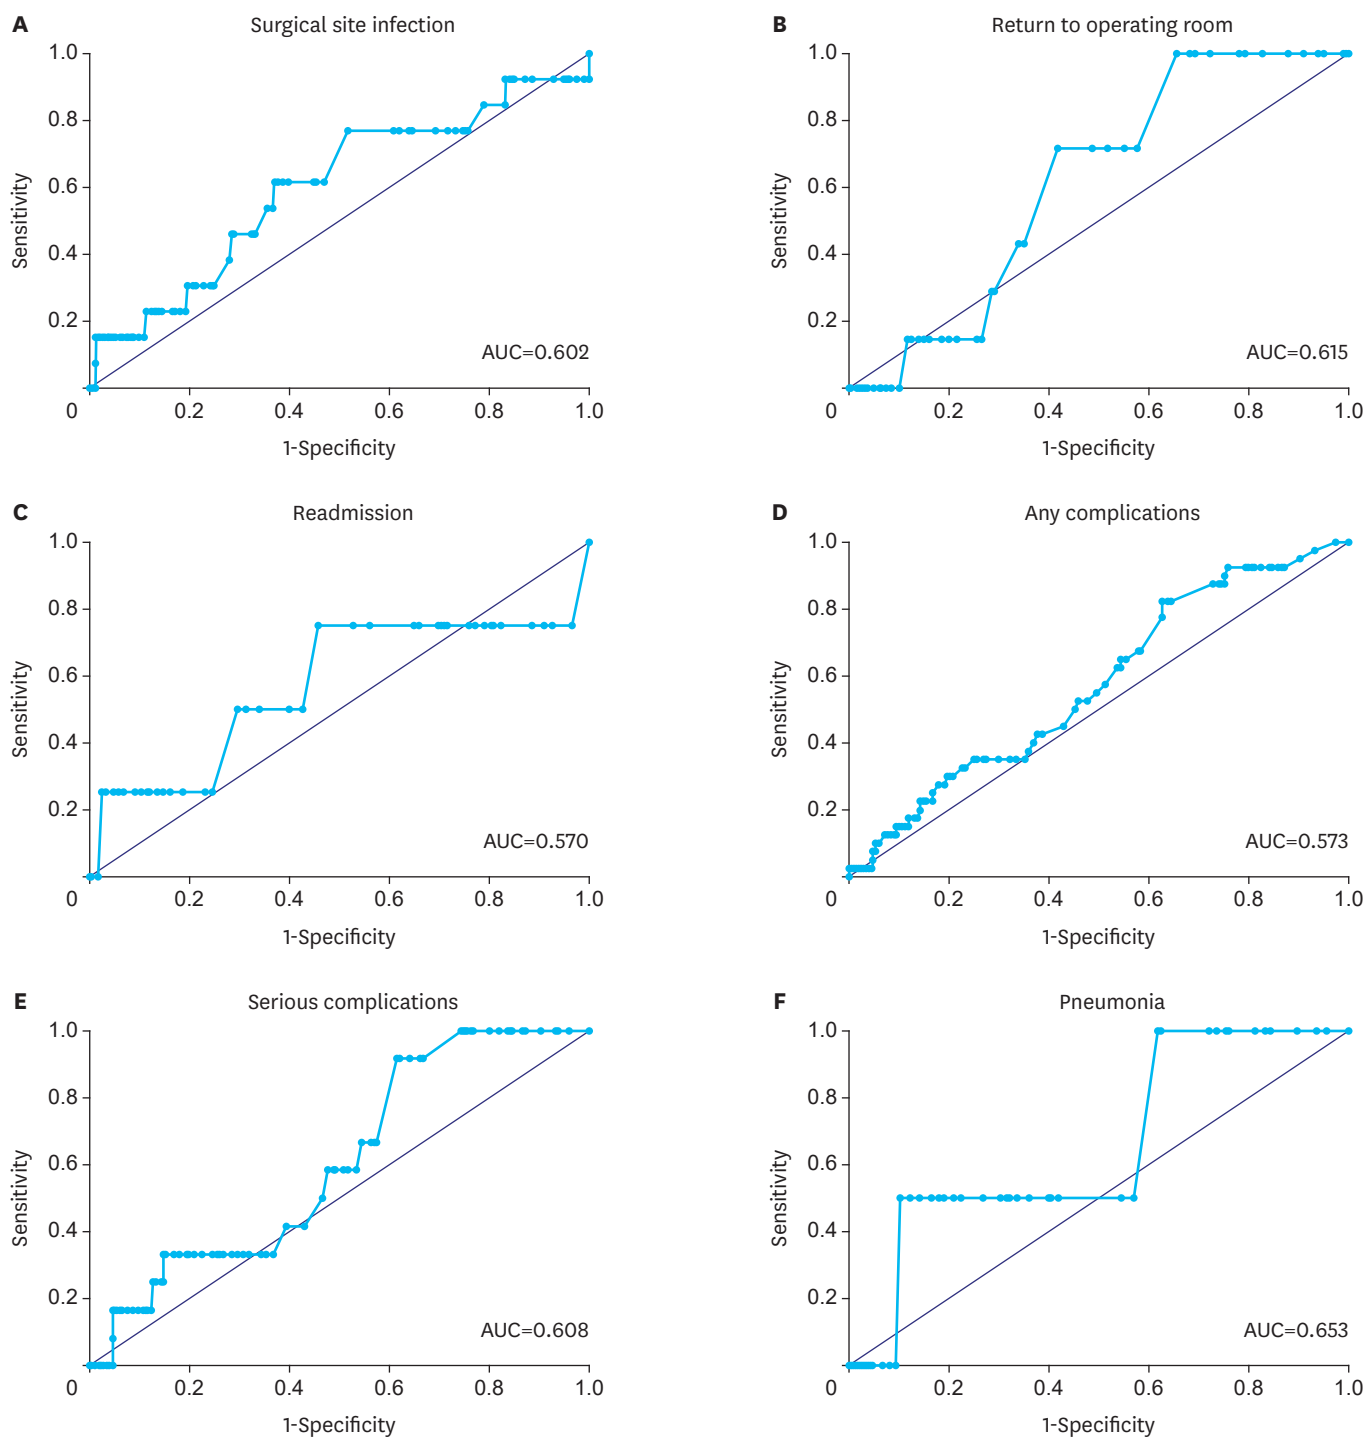 A
Surgical site infection
1.0
0.8
0.6
0.4
0.2
Sensitivity
AUC=0.602
0 0.2 0.4 0.6 0.8 1.0
1-Specificity
B
Return to operating room
1.0
0.8
0.6
0.4
0.2
Sensitivity
AUC=0.615
0 0.2 0.4 0.6 0.8 1.0
1-Specificity
C
Readmission
1.0
0.8
0.6
0.4
0.2
Sensitivity
AUC=0.570
0 0.2 0.4 0.6 0.8 1.0
1-Specificity
D
Any complications
1.0
0.8
0.6
0.4
0.2
Sensitivity
AUC=0.573
0 0.2 0.4 0.6 0.8 1.0
1-Specificity
E
Serious complications
1.0
0.8
0.6
0.4
0.2
Sensitivity
AUC=0.608
0 0.2 0.4 0.6 0.8 1.0
1-Specificity
F
Pneumonia
1.0
0.8
0.6
0.4
0.2
Sensitivity
AUC=0.653
0 0.2 0.4 0.6 0.8 1.0
1-Specificity